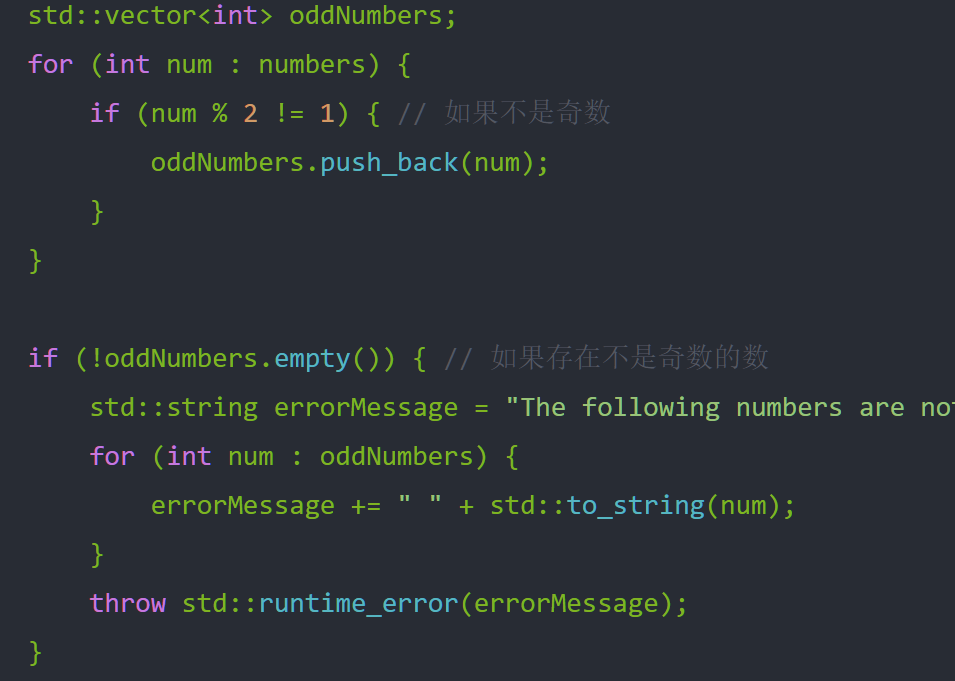 std::vector<int> oddNumbers;
for (int num : numbers) {
if (num % 2 != 1) { // 如果不是奇数
oddNumbers.push_back(num);
}
}
if (!oddNumbers.empty()) { // 如果存在不是奇数的数
std::string errorMessage = "The following numbers are not
for (int num : oddNumbers) {
errorMessage += " " + std::to_string(num);
}
throw std::runtime_error(errorMessage);
}